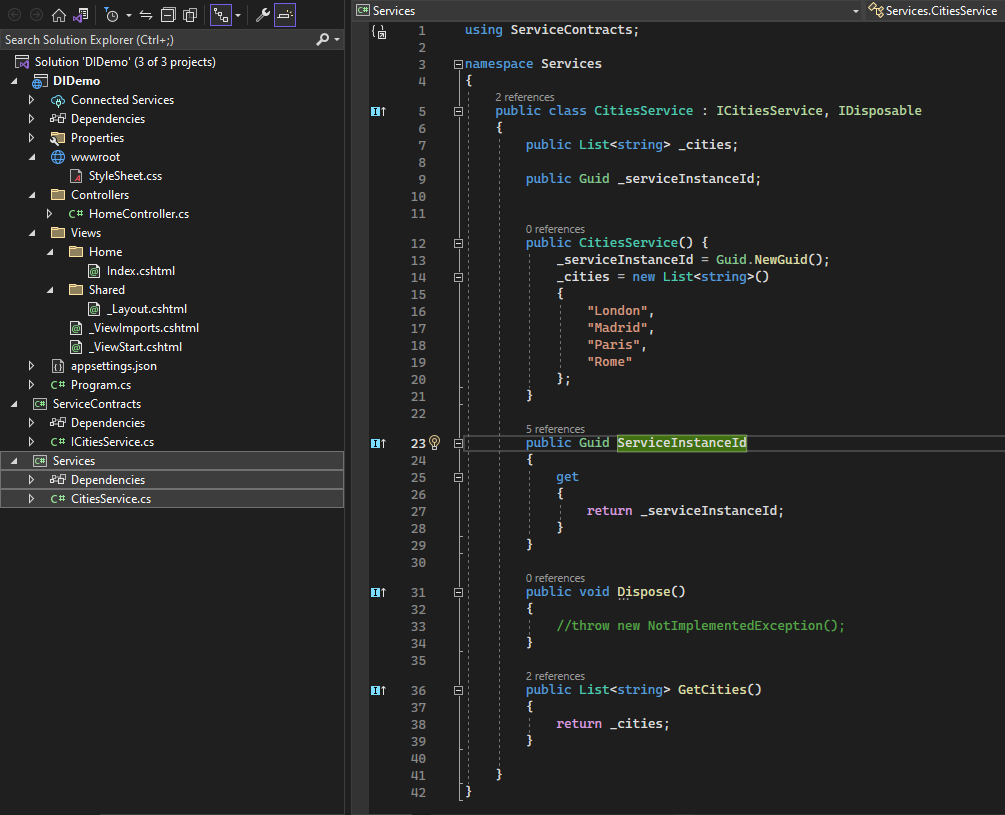 Search Solution Explorer (Ctrl+;)
Solution 'DIDemo' (3 of 3 projects)
DIDemo
Connected Services
Dependencies
Properties
wwwroot
StyleSheet.css
Controllers
C# HomeController.cs
Views
Home
Index.cshtml
Shared
_Layout.cshtml
_ViewImports.cshtml
_ViewStart.cshtml
appsettings.json
C# Program.cs
C# ServiceContracts
Dependencies
C# ICitiesService.cs
C# Services
Dependencies
C# CitiesService.cs
C# Services
Services.CitiesService
1 using ServiceContracts;
2
3 namespace Services
4 {
2 references
5 public class CitiesService : ICitiesService, IDisposable
6 {
7 public List<string> _cities;
8
9 public Guid _serviceInstanceId;
10
11
0 references
12 public CitiesService() {
13 _serviceInstanceId = Guid.NewGuid();
14 _cities = new List<string>()
15 {
16 "London",
17 "Madrid",
18 "Paris",
19 "Rome"
20 };
21 }
22
5 references
23 public Guid ServiceInstanceId
24 {
25 get
26 {
27 return _serviceInstanceId;
28 }
29 }
30
0 references
31 public void Dispose()
32 {
33 //throw new NotImplementedException();
34 }
35
2 references
36 public List<string> GetCities()
37 {
38 return _cities;
39 }
40
41 }
42 }